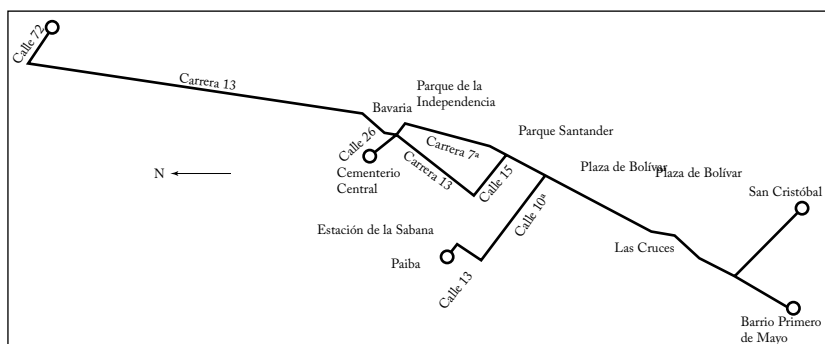 Calle 72
Carrera 13
Bavaria
Parque de la
Independencia
Calle 26
Carrera 7ª
Parque Santander
Cementerio
Central
Carrera 13
Calle 15
Plaza de Bolívar
Plaza de Bolívar
N
San Cristóbal
Calle 10ª
Estación de la Sabana
Las Cruces
Paiba
Calle 13
Barrio Primero
de Mayo